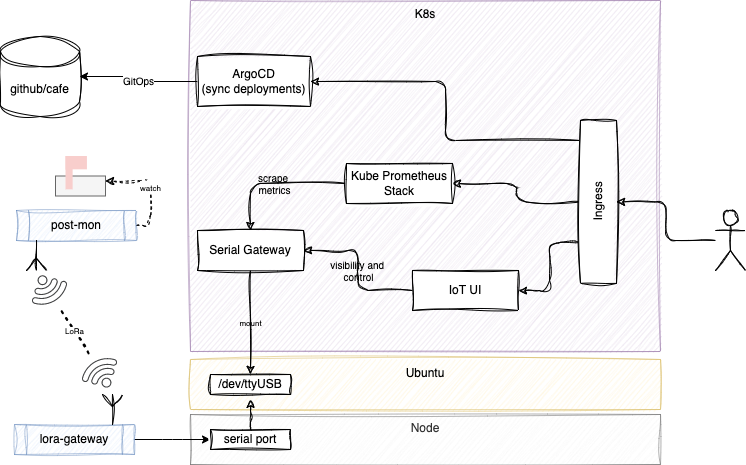 K8s
github/cafe
GitOps
ArgoCD
(sync deployments)
watch
post-mon
scrape
metrics
Kube Prometheus
Stack
Ingress
Serial Gateway
visibility and
control
IoT UI
LoRa
mount
Ubuntu
/dev/ttyUSB
Node
lora-gateway
serial port